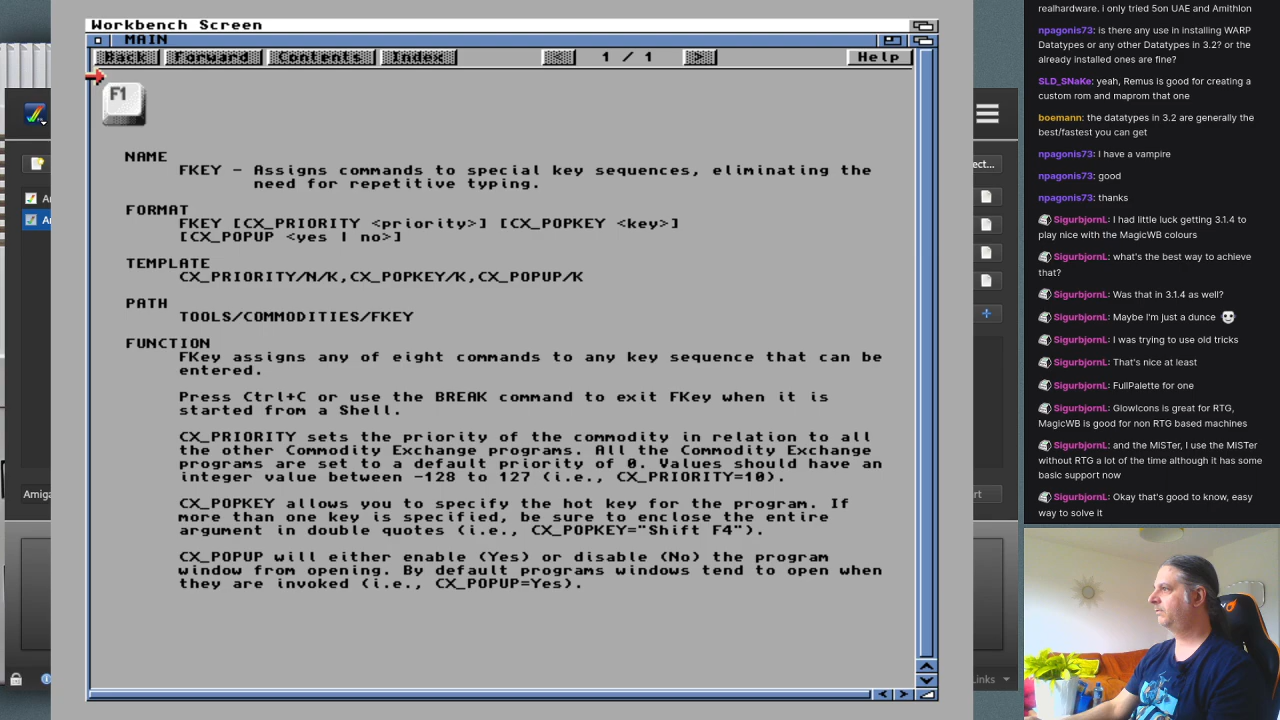 Workbench Screen
MAIN
Back Forward Contents Index < 1 / 1 > Help
F1
NAME
FKEY - Assigns commands to special key sequences, eliminating the
need for repetitive typing.
FORMAT
FKEY [CX_PRIORITY <priority>] [CX_POPKEY <key>]
[CX_POPUP <yes | no>]
TEMPLATE
CX_PRIORITY/N/K,CX_POPKEY/K,CX_POPUP/K
PATH
TOOLS/COMMODITIES/FKEY
FUNCTION
FKey assigns any of eight commands to any key sequence that can be
entered.
Press Ctrl+C or use the BREAK command to exit FKey when it is
started from a Shell.
CX_PRIORITY sets the priority of the commodity in relation to all
the other Commodity Exchange programs. All the Commodity Exchange
programs are set to a default priority of 0. Values should have an
integer value between -128 to 127 (i.e., CX_PRIORITY=10).
CX_POPKEY allows you to specify the hot key for the program. If
more than one key is specified, be sure to enclose the entire
argument in double quotes (i.e., CX_POPKEY="Shift F4").
CX_POPUP will either enable (Yes) or disable (No) the program
window from opening. By default programs windows tend to open when
they are invoked (i.e., CX_POPUP=Yes).
Amiga
ect...
rt
Links
realhardware. i only tried 5on UAE and Amithlon
npagonis73: is there any use in installing WARP
Datatypes or any other Datatypes in 3.2? or the
already installed ones are fine?
SLD_SNaKe: yeah, Remus is good for creating a
custom rom and maprom that one
boemann: the datatypes in 3.2 are generally the
best/fastest you can get
npagonis73: I have a vampire
npagonis73: good
npagonis73: thanks
SigurbjornL: I had little luck getting 3.1.4 to
play nice with the MagicWB colours
SigurbjornL: what's the best way to achieve
that?
SigurbjornL: Was that in 3.1.4 as well?
SigurbjornL: Maybe I'm just a dunce
SigurbjornL: I was trying to use old tricks
SigurbjornL: That's nice at least
SigurbjornL: FullPalette for one
SigurbjornL: GlowIcons is great for RTG,
MagicWB is good for non RTG based machines
SigurbjornL: and the MISTer, I use the MISTer
without RTG a lot of the time although it has some
basic support now
SigurbjornL: Okay that's good to know, easy
way to solve it